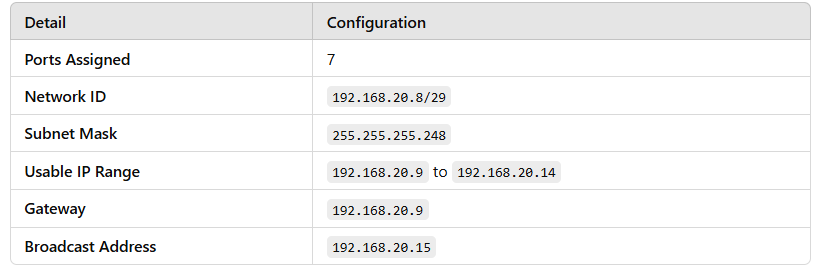 Detail Configuration
Ports Assigned 7
Network ID 192.168.20.8/29
Subnet Mask 255.255.255.248
Usable IP Range 192.168.20.9 to 192.168.20.14
Gateway 192.168.20.9
Broadcast Address 192.168.20.15